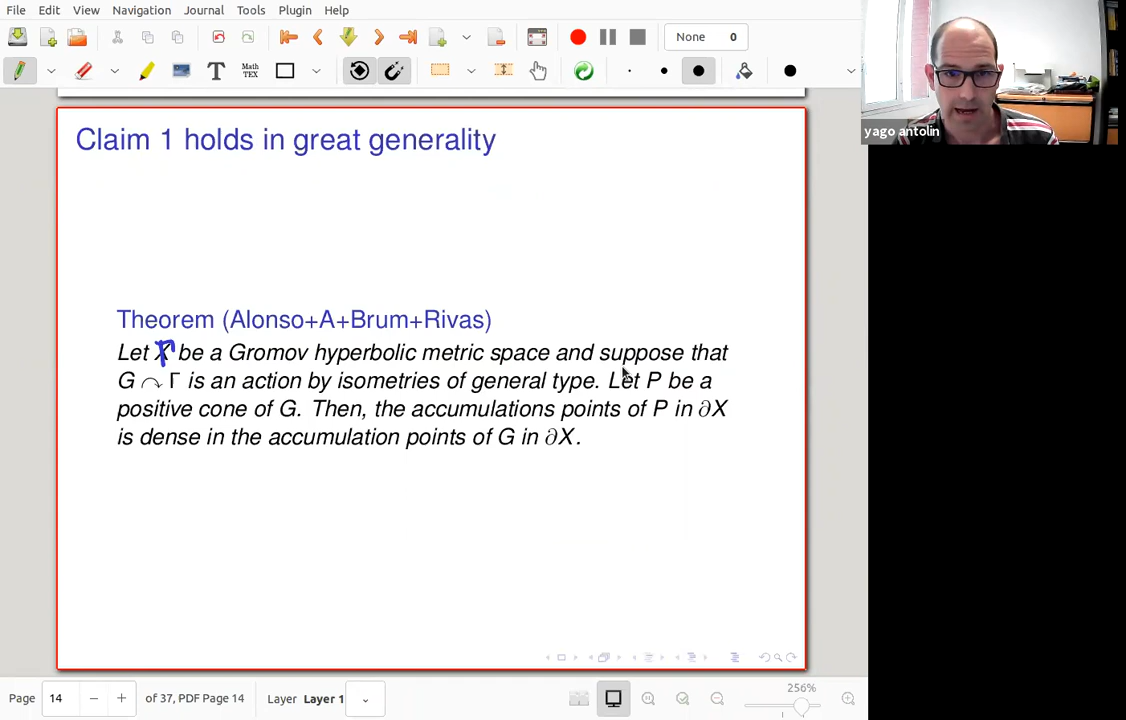 File Edit View Navigation Journal Tools Plugin Help
None 0
T Math TEX
yago antolin
Claim 1 holds in great generality
Theorem (Alonso+A+Brum+Rivas)
Let Γ be a Gromov hyperbolic metric space and suppose that
G ↷ Γ is an action by isometries of general type. Let P be a
positive cone of G. Then, the accumulations points of P in ∂X
is dense in the accumulation points of G in ∂X.
Page 14 − + of 37, PDF Page 14 Layer Layer 1 256%